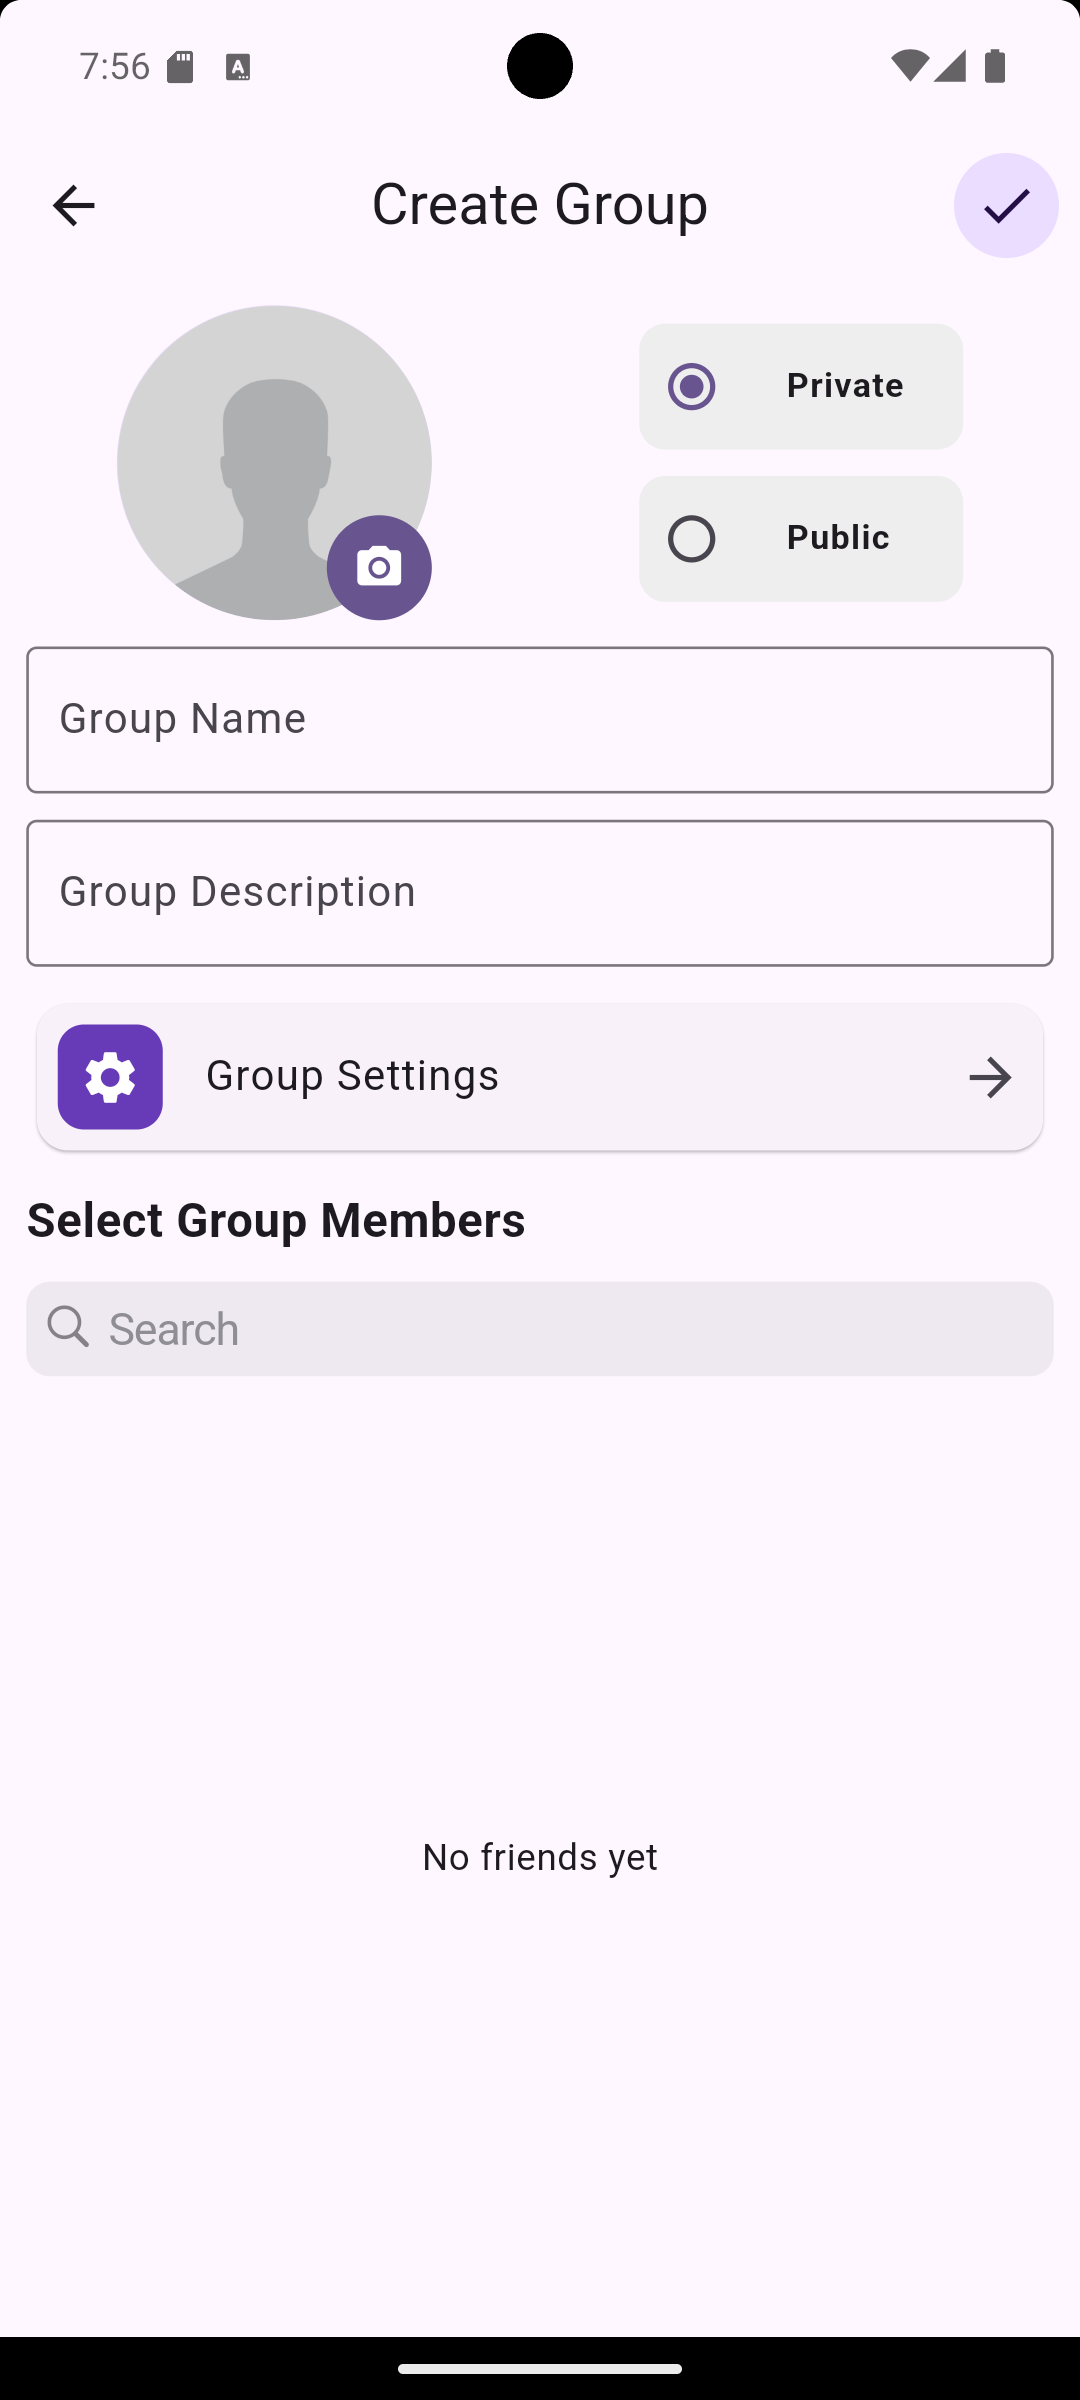 7:56
Create Group
Private
Public
Group Name
Group Description
Group Settings
Select Group Members
Search
No friends yet